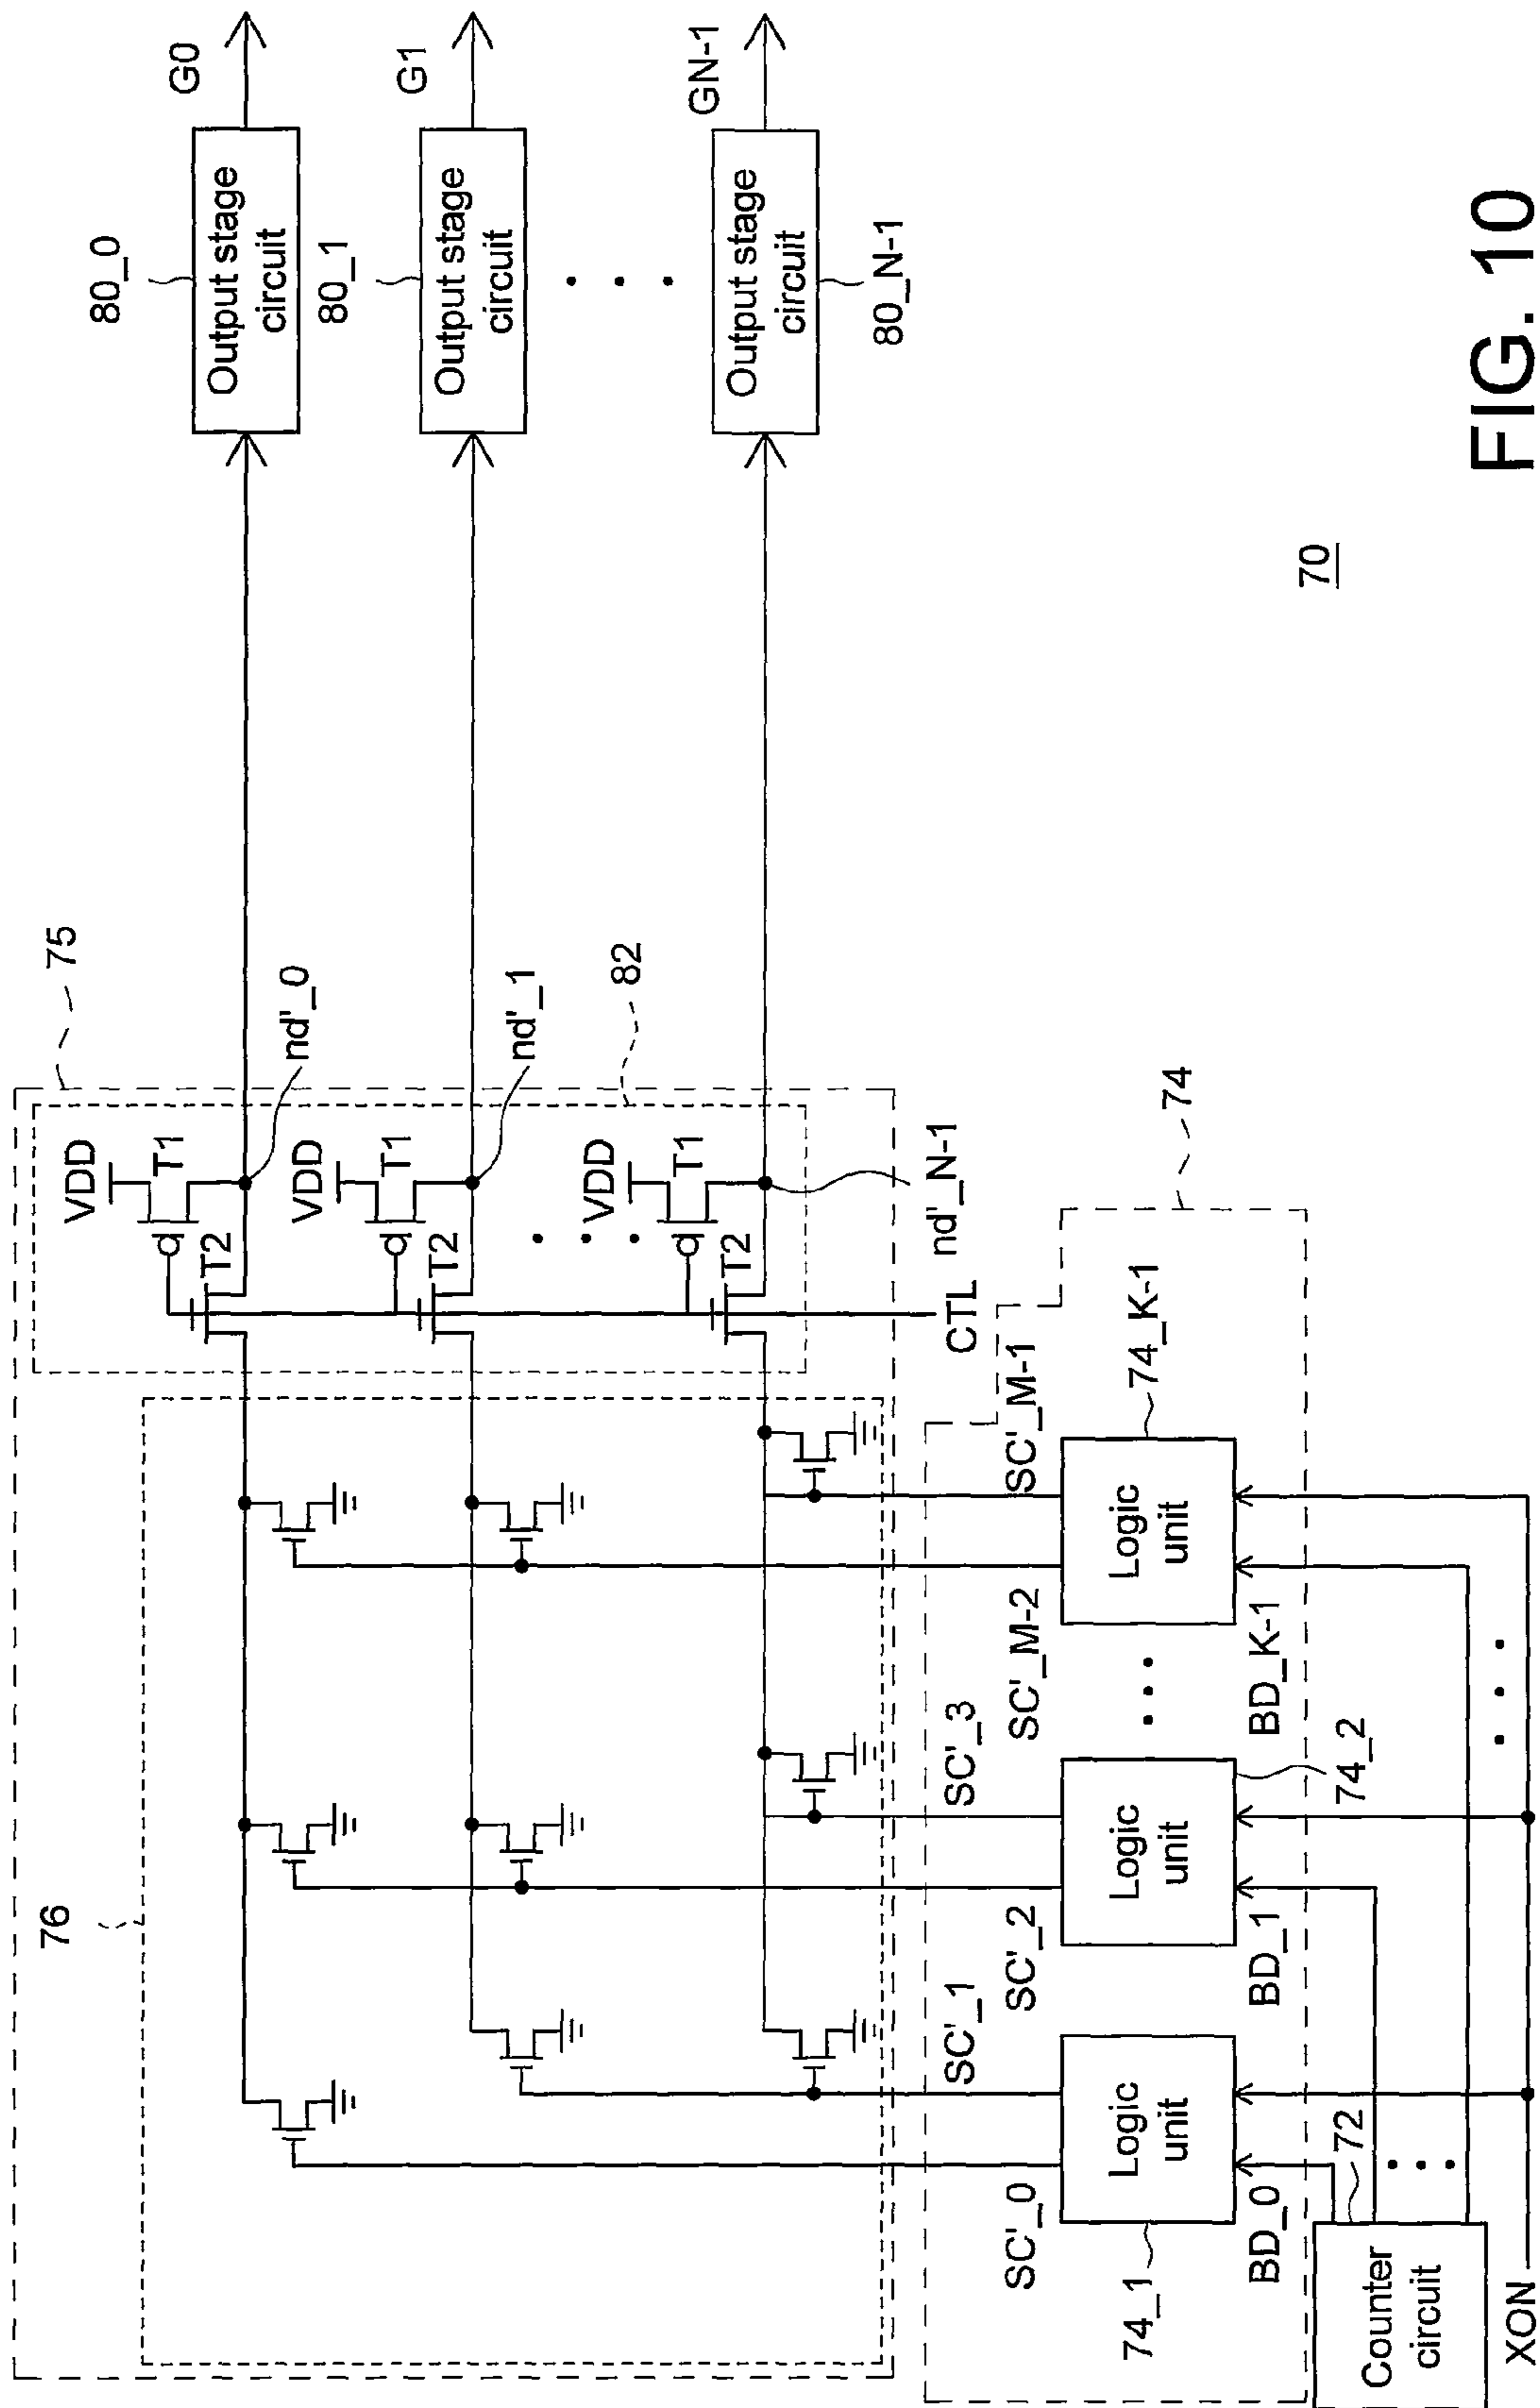 75
VDD
T1
T2
nd'_0
80_0
Output stage
circuit
G0
VDD
T1
T2
nd'_1
80_1
Output stage
circuit
G1
82
VDD
T1
T2
nd'_N-1
Output stage
circuit
80_N-1
GN-1
76
CTL
SC'_0
SC'_1
SC'_2
SC'_3
SC'_M-2
SC'_M-1
74
74_1
Logic
unit
Logic
unit
74_2
Logic
unit
74_K-1
BD_0
BD_1
BD_K-1
Counter
circuit
72
XON
70
FIG. 10